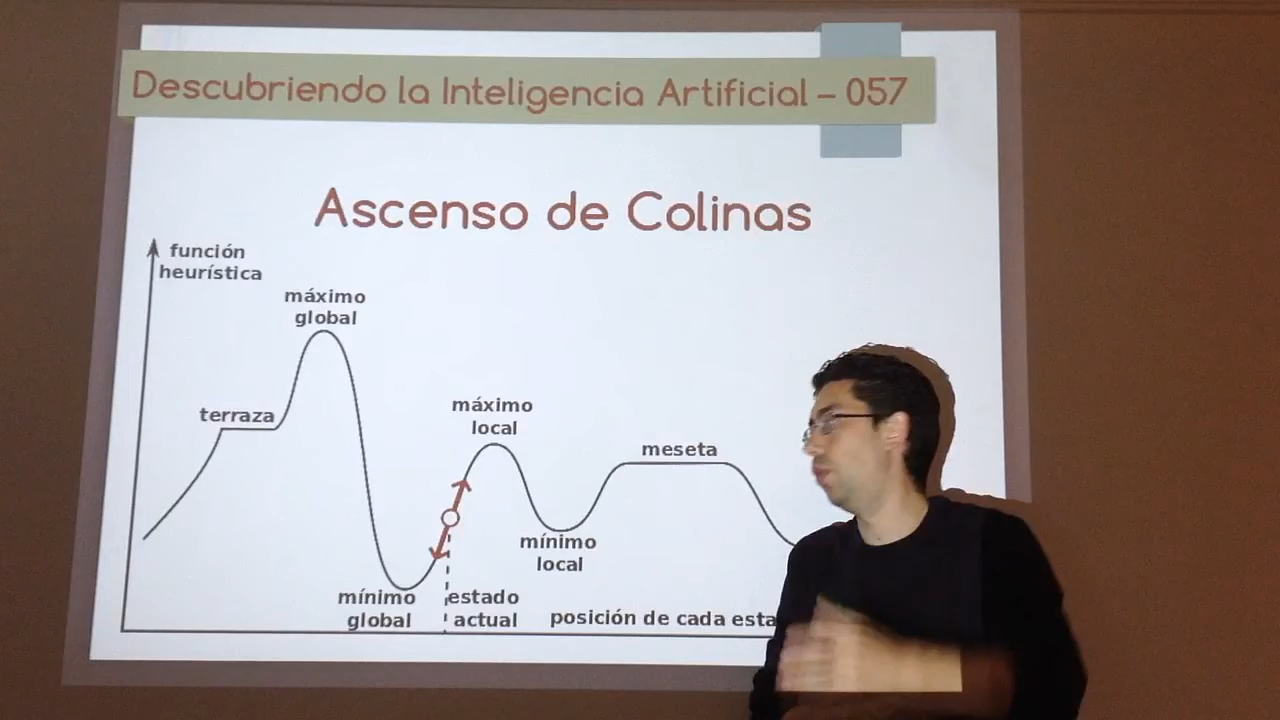 Descubriendo la Inteligencia Artificial – 057
Ascenso de Colinas
función
heurística
máximo
global
terraza
máximo
local
meseta
mínimo
local
mínimo
global
estado
actual
posición de cada